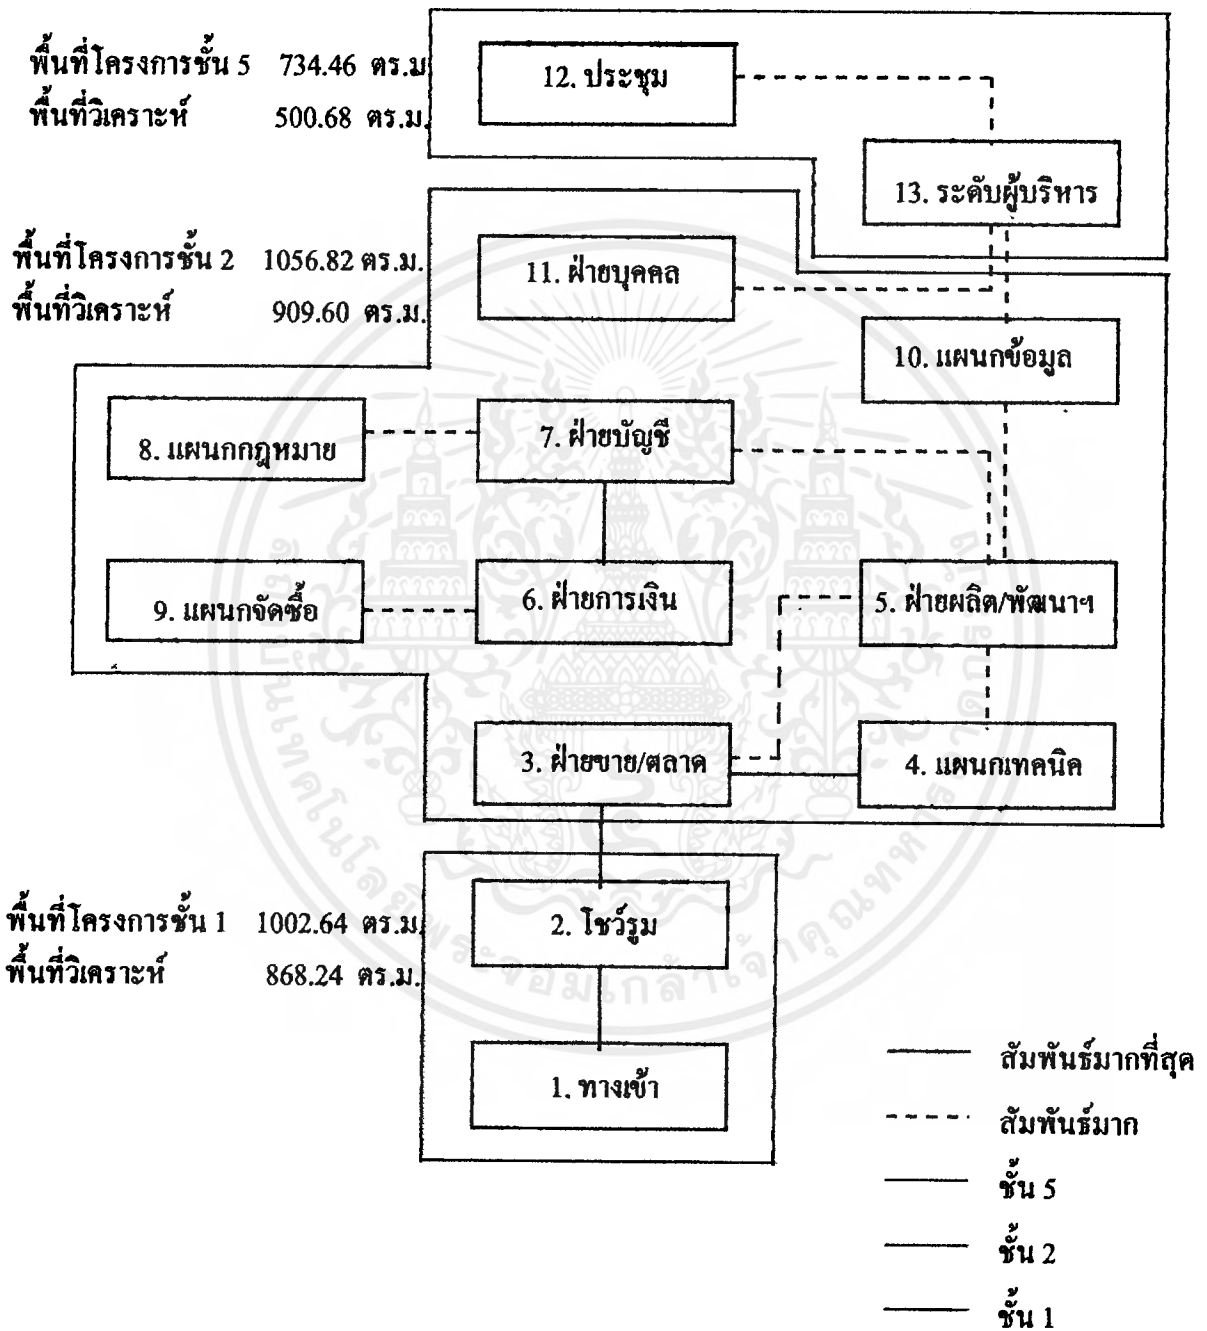 พื้นที่โครงการชั้น 5 734.46 ตร.ม
พื้นที่วิเคราะห์ 500.68 ตร.ม.
12. ประชุม
13. ระดับผู้บริหาร
พื้นที่โครงการชั้น 2 1056.82 ตร.ม.
พื้นที่วิเคราะห์ 909.60 ตร.ม.
11. ฝ่ายบุคคล
10. แผนกข้อมูล
8. แผนกกฎหมาย
7. ฝ่ายบัญชี
9. แผนกจัดซื้อ
6. ฝ่ายการเงิน
5. ฝ่ายผลิต/พัฒนาฯ
3. ฝ่ายขาย/ตลาด
4. แผนกเทคนิค
พื้นที่โครงการชั้น 1 1002.64 ตร.ม.
พื้นที่วิเคราะห์ 868.24 ตร.ม.
2. โชว์รูม
1. ทางเข้า
สัมพันธ์มากที่สุด
สัมพันธ์มาก
ชั้น 5
ชั้น 2
ชั้น 1